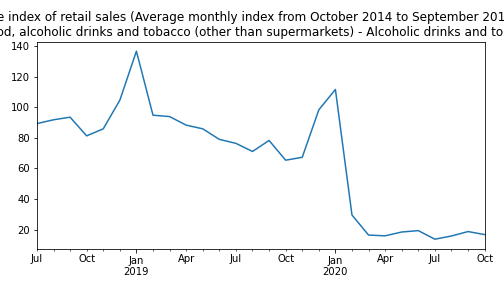 e index of retail sales (Average monthly index from October 2014 to September 201
od, alcoholic drinks and tobacco (other than supermarkets) - Alcoholic drinks and to
140
120
100
80
60
40
20
Jul Oct Jan Apr Jul Oct Jan Apr Jul Oct
2019 2020